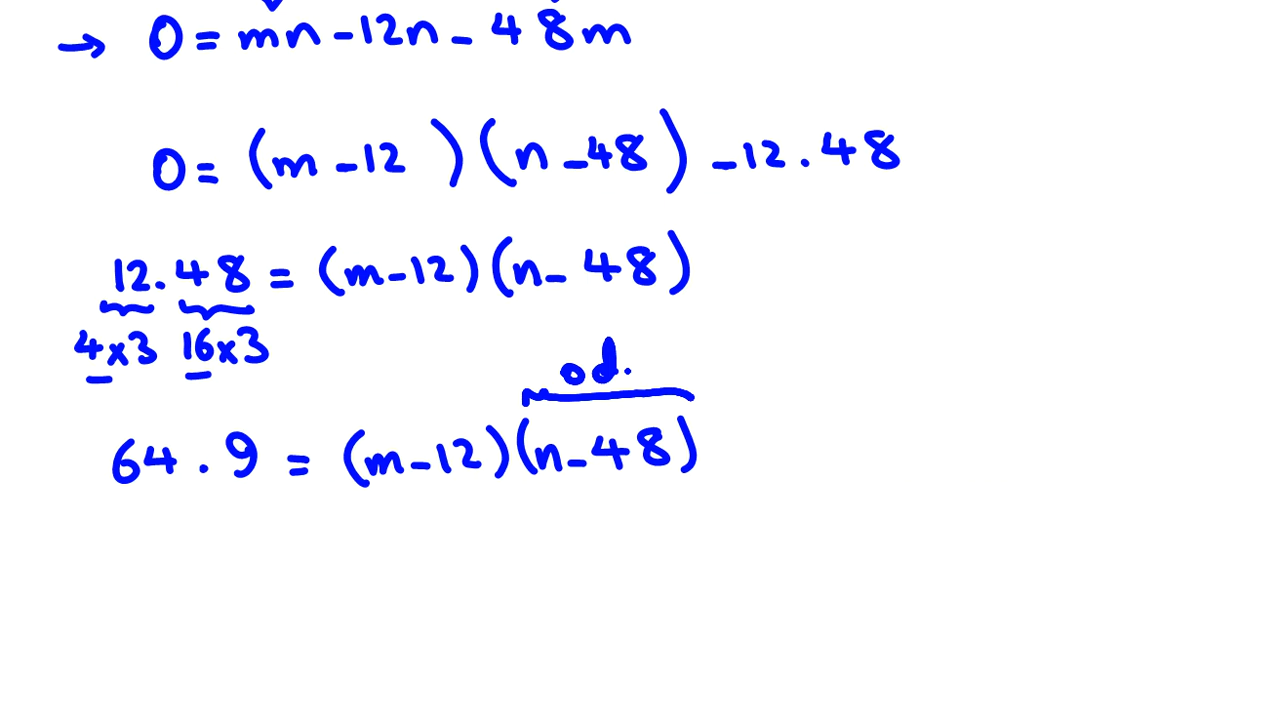 → 0 = mn - 12n - 48m
0 = (m - 12)(n - 48) - 12.48
12.48 = (m - 12)(n - 48)
4x3 16x3
od.
64.9 = (m - 12)(n - 48)